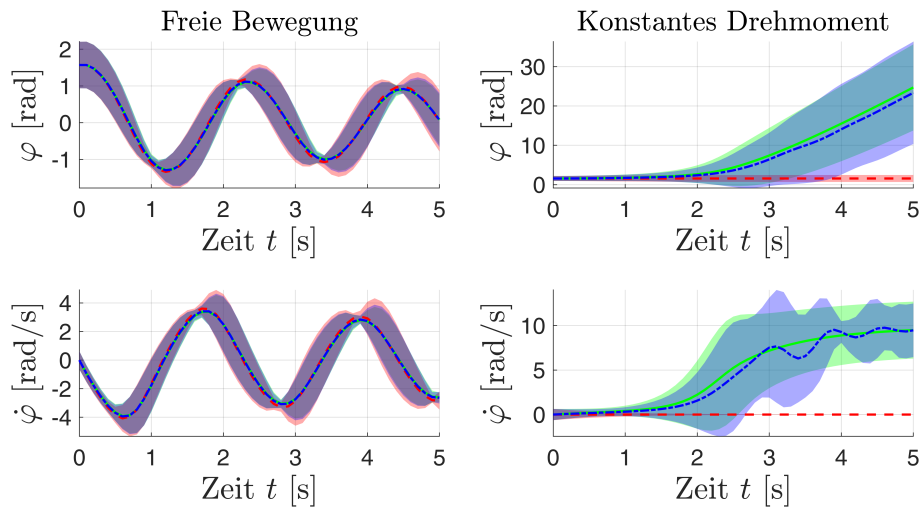 Freie Bewegung
φ [rad]
2
1
0
-1
0 1 2 3 4 5
Zeit t [s]
Konstantes Drehmoment
φ [rad]
30
20
10
0
0 1 2 3 4 5
Zeit t [s]
φ̇ [rad/s]
4
2
0
-2
-4
0 1 2 3 4 5
Zeit t [s]
φ̇ [rad/s]
10
5
0
0 1 2 3 4 5
Zeit t [s]